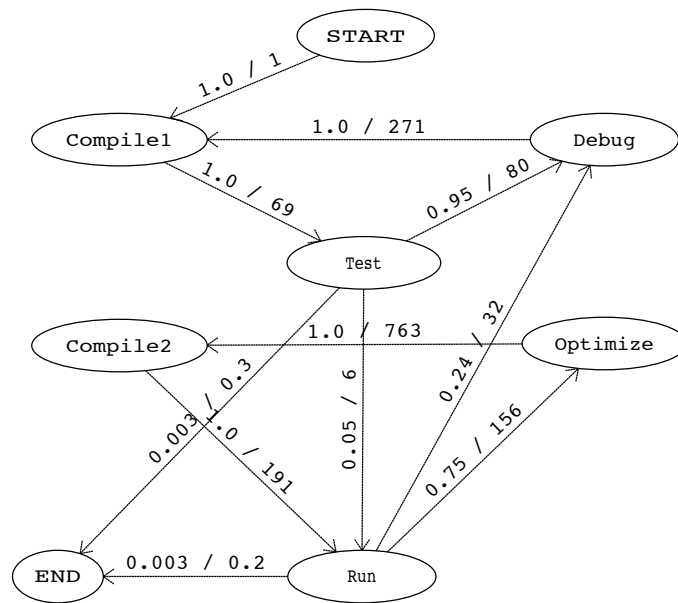 START
1.0 / 1
Compile1
1.0 / 271
Debug
1.0 / 69
0.95 / 80
Test
Compile2
1.0 / 763
0.24 / 32
Optimize
0.003 / 0.3
1.0 / 191
0.05 / 6
0.75 / 156
END
0.003 / 0.2
Run